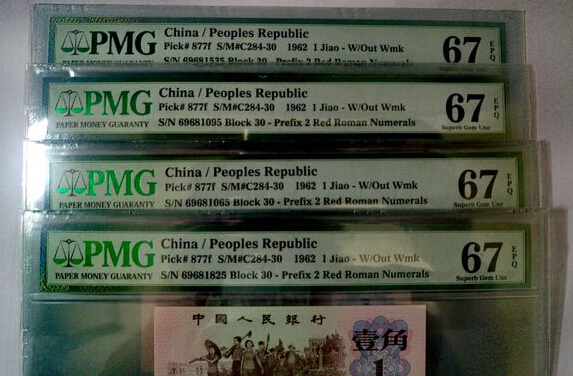 PMG
China / Peoples Republic
Pick# 877f S/M#C284-30 1962 1 Jiao - W/Out Wmk
S/N 69681535 Block 30 - Prefix 2 Red Roman Numerals
67
EPQ
PMG
PAPER MONEY GUARANTY
China / Peoples Republic
Pick# 877f S/M#C284-30 1962 1 Jiao - W/Out Wmk
S/N 69681095 Block 30 - Prefix 2 Red Roman Numerals
67
EPQ
Superb Gem Unc
PMG
PAPER MONEY GUARANTY
China / Peoples Republic
Pick# 877f S/M#C284-30 1962 1 Jiao - W/Out Wmk
S/N 69681065 Block 30 - Prefix 2 Red Roman Numerals
67
EPQ
Superb Gem Unc
PMG
PAPER MONEY GUARANTY
China / Peoples Republic
Pick# 877f S/M#C284-30 1962 1 Jiao - W/Out Wmk
S/N 69681825 Block 30 - Prefix 2 Red Roman Numerals
67
EPQ
Superb Gem Unc
中国人民银行
壹角
1